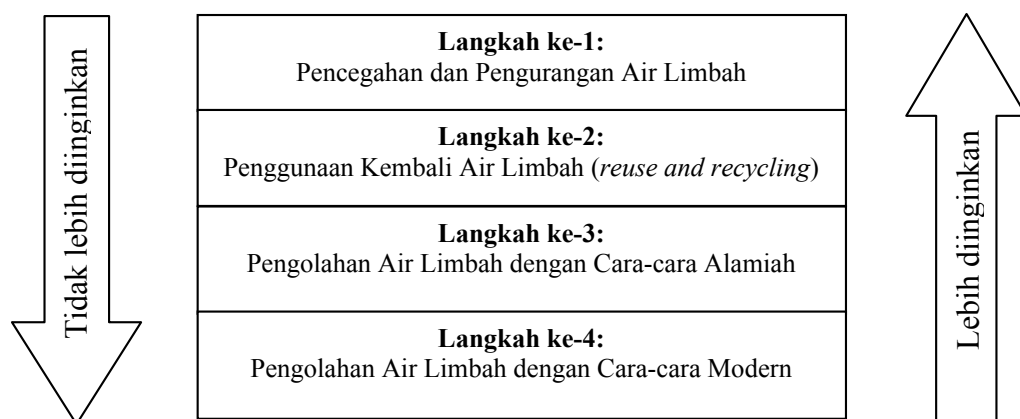 Tidak lebih diinginkan
Langkah ke-1:
Pencegahan dan Pengurangan Air Limbah
Langkah ke-2:
Penggunaan Kembali Air Limbah (reuse and recycling)
Langkah ke-3:
Pengolahan Air Limbah dengan Cara-cara Alamiah
Langkah ke-4:
Pengolahan Air Limbah dengan Cara-cara Modern
Lebih diinginkan